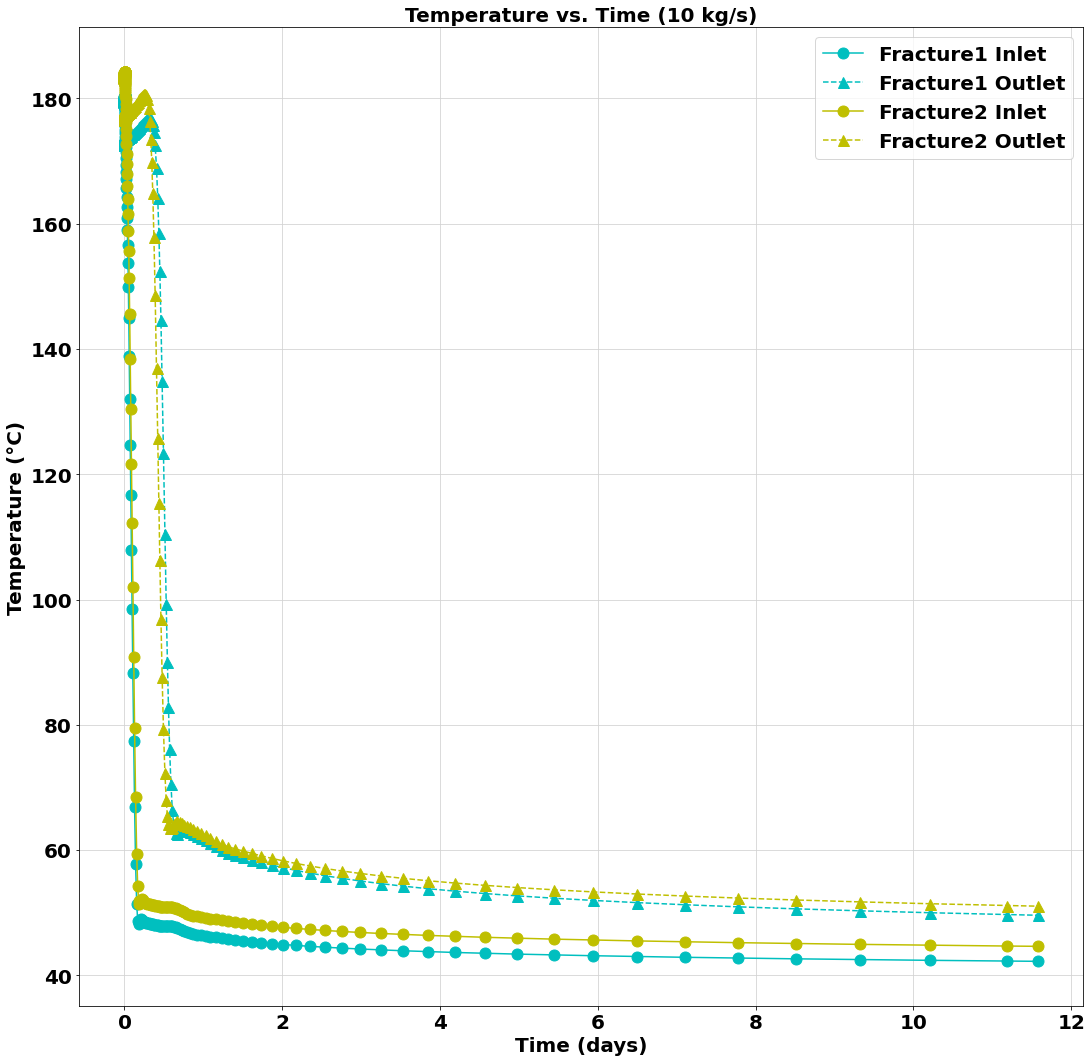 Temperature vs. Time (10 kg/s)
Fracture1 Inlet
Fracture1 Outlet
Fracture2 Inlet
Fracture2 Outlet
Temperature (°C)
180
160
140
120
100
80
60
40
0 2 4 6 8 10 12
Time (days)